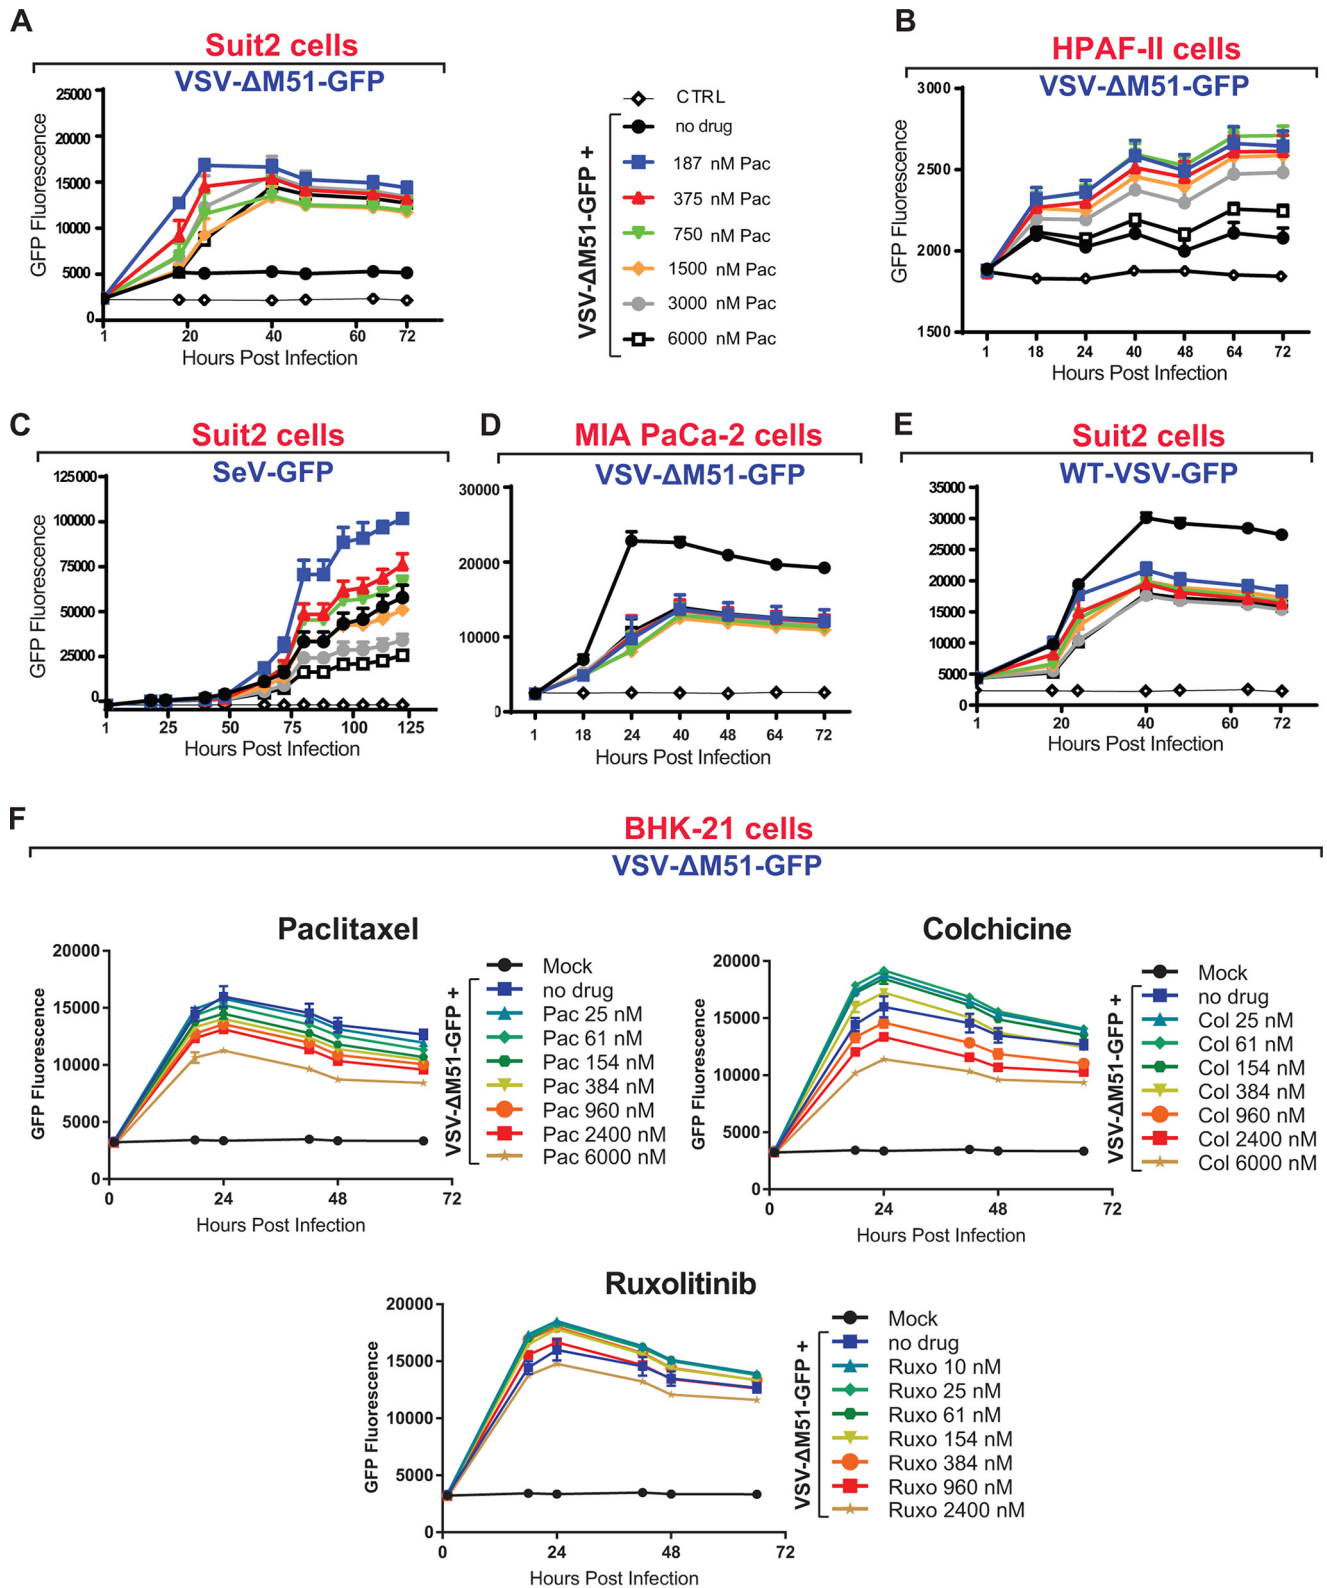 A
Suit2 cells
VSV-ΔM51-GFP
25000
20000
15000
10000
5000
0
GFP Fluorescence
1 20 40 60 72
Hours Post Infection
CTRL
VSV-ΔM51-GFP +
no drug
187 nM Pac
375 nM Pac
750 nM Pac
1500 nM Pac
3000 nM Pac
6000 nM Pac
B
HPAF-II cells
VSV-ΔM51-GFP
3000
2500
2000
1500
GFP Fluorescence
1 18 24 40 48 64 72
Hours Post Infection
C
Suit2 cells
SeV-GFP
125000
100000
75000
50000
25000
0
GFP Fluorescence
1 25 50 75 100 125
Hours Post Infection
D
MIA PaCa-2 cells
VSV-ΔM51-GFP
30000
20000
10000
0
1 18 24 40 48 64 72
Hours Post Infection
E
Suit2 cells
WT-VSV-GFP
35000
30000
25000
20000
15000
10000
5000
0
1 20 40 60 72
Hours Post Infection
F
BHK-21 cells
VSV-ΔM51-GFP
Paclitaxel
20000
15000
10000
5000
0
GFP Fluorescence
0 24 48 72
Hours Post Infection
Mock
VSV-ΔM51-GFP +
no drug
Pac 25 nM
Pac 61 nM
Pac 154 nM
Pac 384 nM
Pac 960 nM
Pac 2400 nM
Pac 6000 nM
Colchicine
20000
15000
10000
5000
0
GFP Fluorescence
0 24 48 72
Hours Post Infection
Mock
VSV-ΔM51-GFP +
no drug
Col 25 nM
Col 61 nM
Col 154 nM
Col 384 nM
Col 960 nM
Col 2400 nM
Col 6000 nM
Ruxolitinib
20000
15000
10000
5000
0
GFP Fluorescence
0 24 48 72
Hours Post Infection
Mock
VSV-ΔM51-GFP +
no drug
Ruxo 10 nM
Ruxo 25 nM
Ruxo 61 nM
Ruxo 154 nM
Ruxo 384 nM
Ruxo 960 nM
Ruxo 2400 nM